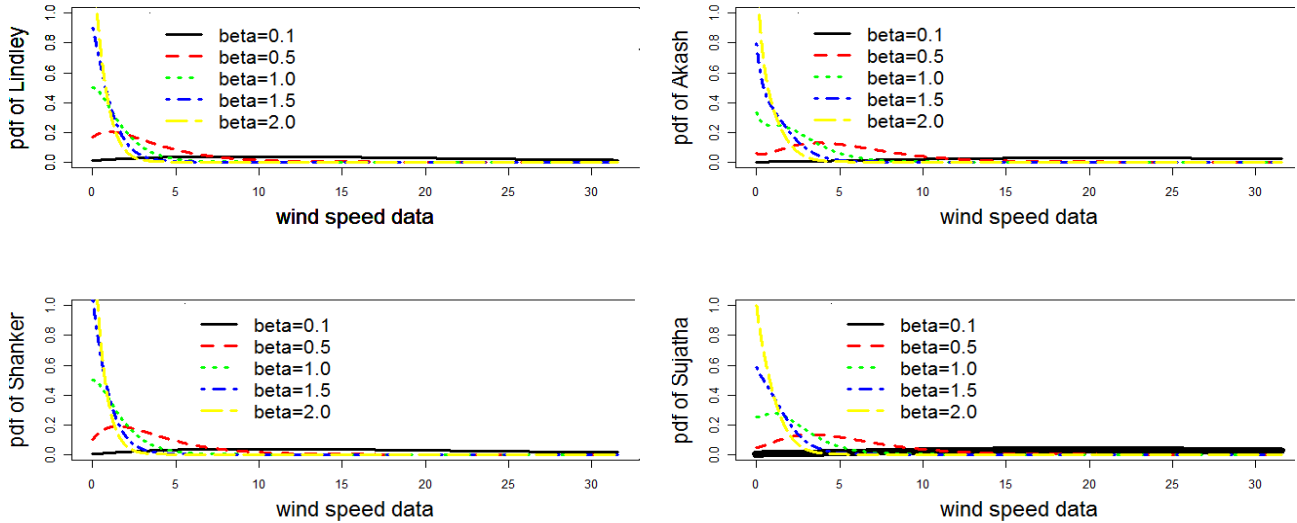 pdf of Lindley
1.0
0.8
0.6
0.4
0.2
0.0
beta=0.1
beta=0.5
beta=1.0
beta=1.5
beta=2.0
0 5 10 15 20 25 30
wind speed data
pdf of Akash
1.0
0.8
0.6
0.4
0.2
0.0
beta=0.1
beta=0.5
beta=1.0
beta=1.5
beta=2.0
0 5 10 15 20 25 30
wind speed data
pdf of Shanker
1.0
0.8
0.6
0.4
0.2
0.0
beta=0.1
beta=0.5
beta=1.0
beta=1.5
beta=2.0
0 5 10 15 20 25 30
wind speed data
pdf of Sujatha
1.0
0.8
0.6
0.4
0.2
0.0
beta=0.1
beta=0.5
beta=1.0
beta=1.5
beta=2.0
0 5 10 15 20 25 30
wind speed data